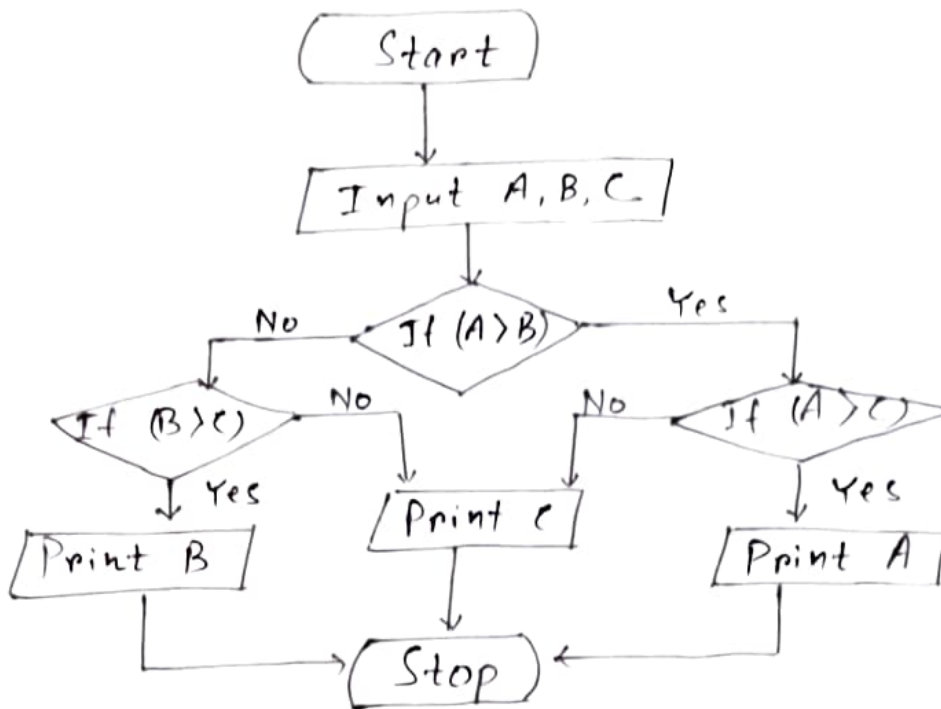 Start
Input A, B, C
If (A>B)
No
Yes
If (B>C)
No
No
If (A>C)
Yes
Yes
Print B
Print C
Print A
Stop